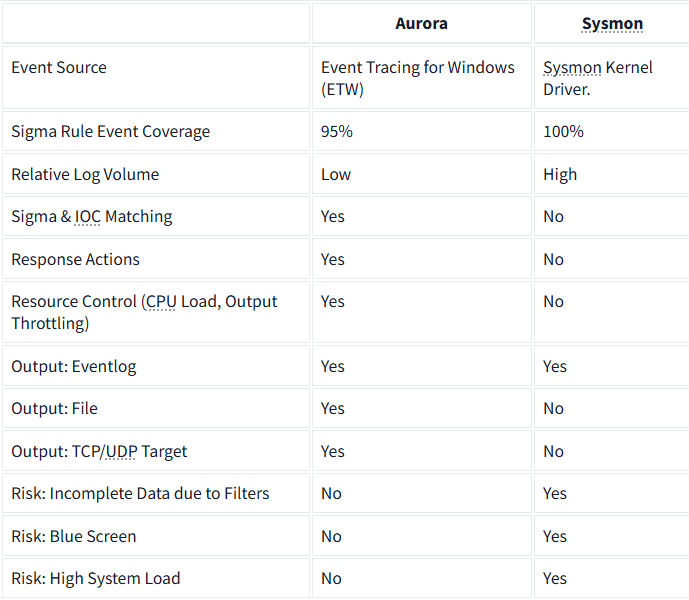 Aurora Sysmon
Event Source Event Tracing for Windows (ETW) Sysmon Kernel Driver.
Sigma Rule Event Coverage 95% 100%
Relative Log Volume Low High
Sigma & IOC Matching Yes No
Response Actions Yes No
Resource Control (CPU Load, Output Throttling) Yes No
Output: Eventlog Yes Yes
Output: File Yes No
Output: TCP/UDP Target Yes No
Risk: Incomplete Data due to Filters No Yes
Risk: Blue Screen No Yes
Risk: High System Load No Yes